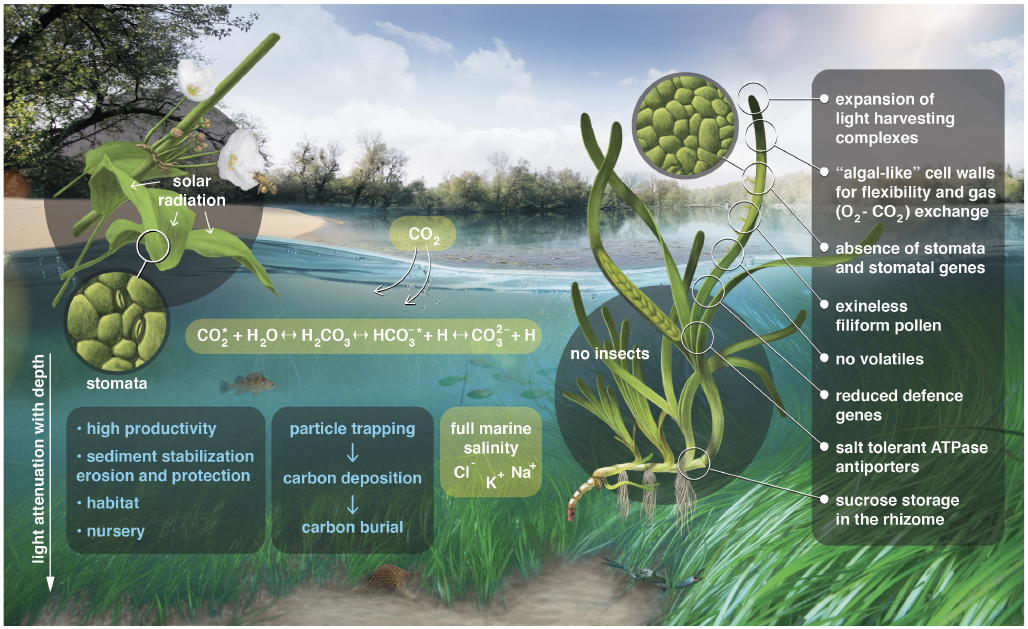 solar
radiation
stomata
light attenuation with depth
CO₂
CO₂* + H₂O ↔ H₂CO₃ ↔ HCO₃⁻* + H ↔ CO₃²⁻ + H
• high productivity
• sediment stabilization
erosion and protection
• habitat
• nursery
particle trapping
↓
carbon deposition
↓
carbon burial
full marine
salinity
Cl⁻ K⁺ Na⁺
no insects
expansion of
light harvesting
complexes
“algal-like” cell walls
for flexibility and gas
(O₂ - CO₂) exchange
absence of stomata
and stomatal genes
exineless
filiform pollen
no volatiles
reduced defence
genes
salt tolerant ATPase
antiporters
sucrose storage
in the rhizome